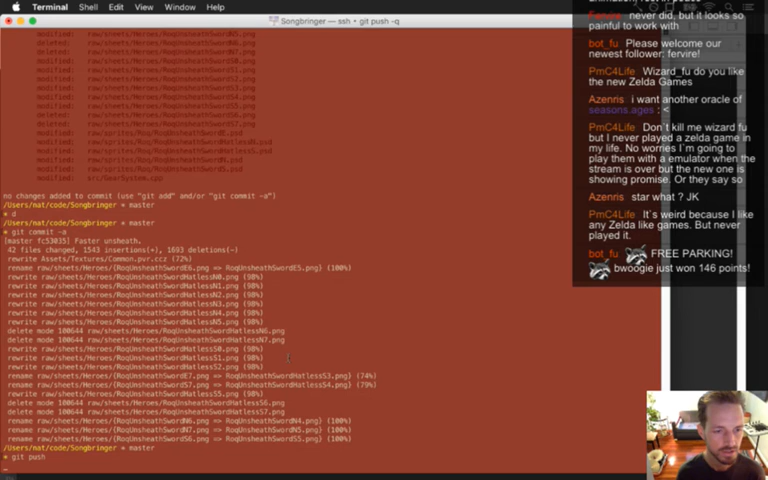 Terminal Shell Edit View Window Help
Songbringer — ssh ‹ git push -q
modified: raw/sheets/Heroes/RoqUnsheathSwordN5.png
deleted: raw/sheets/Heroes/RoqUnsheathSwordN6.png
deleted: raw/sheets/Heroes/RoqUnsheathSwordN7.png
modified: raw/sheets/Heroes/RoqUnsheathSwordS0.png
modified: raw/sheets/Heroes/RoqUnsheathSwordS1.png
modified: raw/sheets/Heroes/RoqUnsheathSwordS2.png
modified: raw/sheets/Heroes/RoqUnsheathSwordS3.png
modified: raw/sheets/Heroes/RoqUnsheathSwordS4.png
modified: raw/sheets/Heroes/RoqUnsheathSwordS5.png
deleted: raw/sheets/Heroes/RoqUnsheathSwordS6.png
deleted: raw/sheets/Heroes/RoqUnsheathSwordS7.png
modified: raw/sprites/Roq/RoqUnsheathSwordE.psd
modified: raw/sprites/Roq/RoqUnsheathSwordHatlessS.psd
modified: raw/sprites/Roq/RoqUnsheathSwordN.psd
modified: raw/sprites/Roq/RoqUnsheathSwordS.psd
modified: src/GearSystem.cpp
no changes added to commit (use "git add" and/or "git commit -a")
/Users/nat/code/Songbringer * master
* d
/Users/nat/code/Songbringer * master
* git commit -a
[master fc53035] Faster unsheath.
42 files changed, 1543 insertions(+), 1693 deletions(-)
rewrite Assets/Textures/Common.pvr.ccz (72%)
rename raw/sheets/Heroes/{RoqUnsheathSwordE6.png => RoqUnsheathSwordE5.png} (100%)
rewrite raw/sheets/Heroes/RoqUnsheathSwordHatlessN0.png (98%)
rewrite raw/sheets/Heroes/RoqUnsheathSwordHatlessN1.png (98%)
rewrite raw/sheets/Heroes/RoqUnsheathSwordHatlessN2.png (98%)
rewrite raw/sheets/Heroes/RoqUnsheathSwordHatlessN3.png (98%)
rewrite raw/sheets/Heroes/RoqUnsheathSwordHatlessN4.png (98%)
rewrite raw/sheets/Heroes/RoqUnsheathSwordHatlessN5.png (98%)
delete mode 100644 raw/sheets/Heroes/RoqUnsheathSwordHatlessN6.png
delete mode 100644 raw/sheets/Heroes/RoqUnsheathSwordHatlessN7.png
rewrite raw/sheets/Heroes/RoqUnsheathSwordHatlessS0.png (98%)
rewrite raw/sheets/Heroes/RoqUnsheathSwordHatlessS1.png (98%)
rewrite raw/sheets/Heroes/RoqUnsheathSwordHatlessS2.png (98%)
rename raw/sheets/Heroes/{RoqUnsheathSwordE7.png => RoqUnsheathSwordHatlessS3.png} (74%)
rename raw/sheets/Heroes/{RoqUnsheathSwordS7.png => RoqUnsheathSwordHatlessS4.png} (79%)
rewrite raw/sheets/Heroes/RoqUnsheathSwordHatlessS5.png (98%)
delete mode 100644 raw/sheets/Heroes/RoqUnsheathSwordHatlessS6.png
delete mode 100644 raw/sheets/Heroes/RoqUnsheathSwordHatlessS7.png
rename raw/sheets/Heroes/{RoqUnsheathSwordN6.png => RoqUnsheathSwordN4.png} (100%)
rename raw/sheets/Heroes/{RoqUnsheathSwordN7.png => RoqUnsheathSwordN5.png} (100%)
rename raw/sheets/Heroes/{RoqUnsheathSwordS6.png => RoqUnsheathSwordS5.png} (100%)
/Users/nat/code/Songbringer * master
* git push
never did, but it looks so
painful to work with
bot_fu Please welcome our
newest follower: fervire!
PmC4Life Wizard_fu do you like
the new Zelda Games
Azenris i want another oracle of
seasons.ages : <
PmC4Life Don`t kill me wizard fu
but I never played a zelda game in
my life. No worries I`m going to
play them with a emulator when the
stream is over but the new one is
showing promise. Or they say so
Azenris star what ? JK
PmC4Life It`s weird because I like
any Zelda like games. But never
played it.
bot_fu FREE PARKING!
bwoogie just won 146 points!